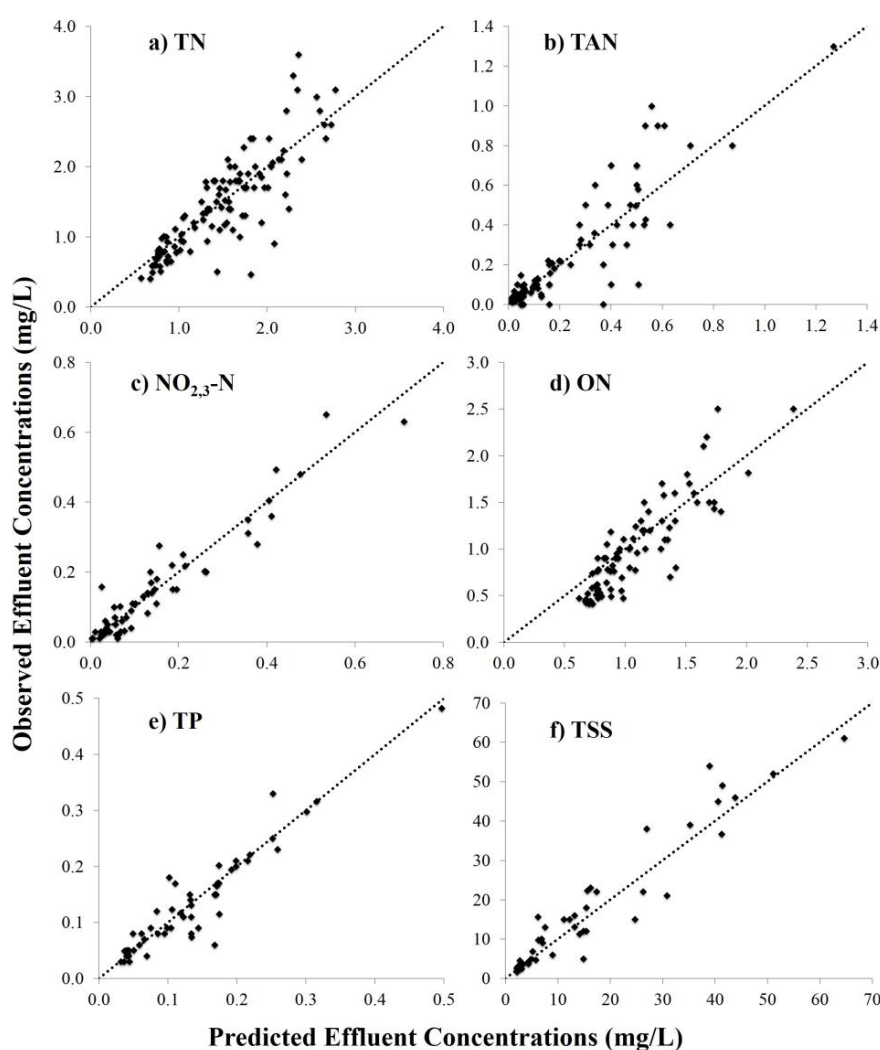 Observed Effluent Concentrations (mg/L)
a) TN
4.0
3.0
2.0
1.0
0.0
0.0 1.0 2.0 3.0 4.0
b) TAN
1.4
1.2
1.0
0.8
0.6
0.4
0.2
0.0
0.0 0.2 0.4 0.6 0.8 1.0 1.2 1.4
c) NO2,3-N
0.8
0.6
0.4
0.2
0.0
0.0 0.2 0.4 0.6 0.8
d) ON
3.0
2.5
2.0
1.5
1.0
0.5
0.0
0.0 0.5 1.0 1.5 2.0 2.5 3.0
e) TP
0.5
0.4
0.3
0.2
0.1
0.0
0.0 0.1 0.2 0.3 0.4 0.5
f) TSS
70
60
50
40
30
20
10
0
0 10 20 30 40 50 60 70
Predicted Effluent Concentrations (mg/L)